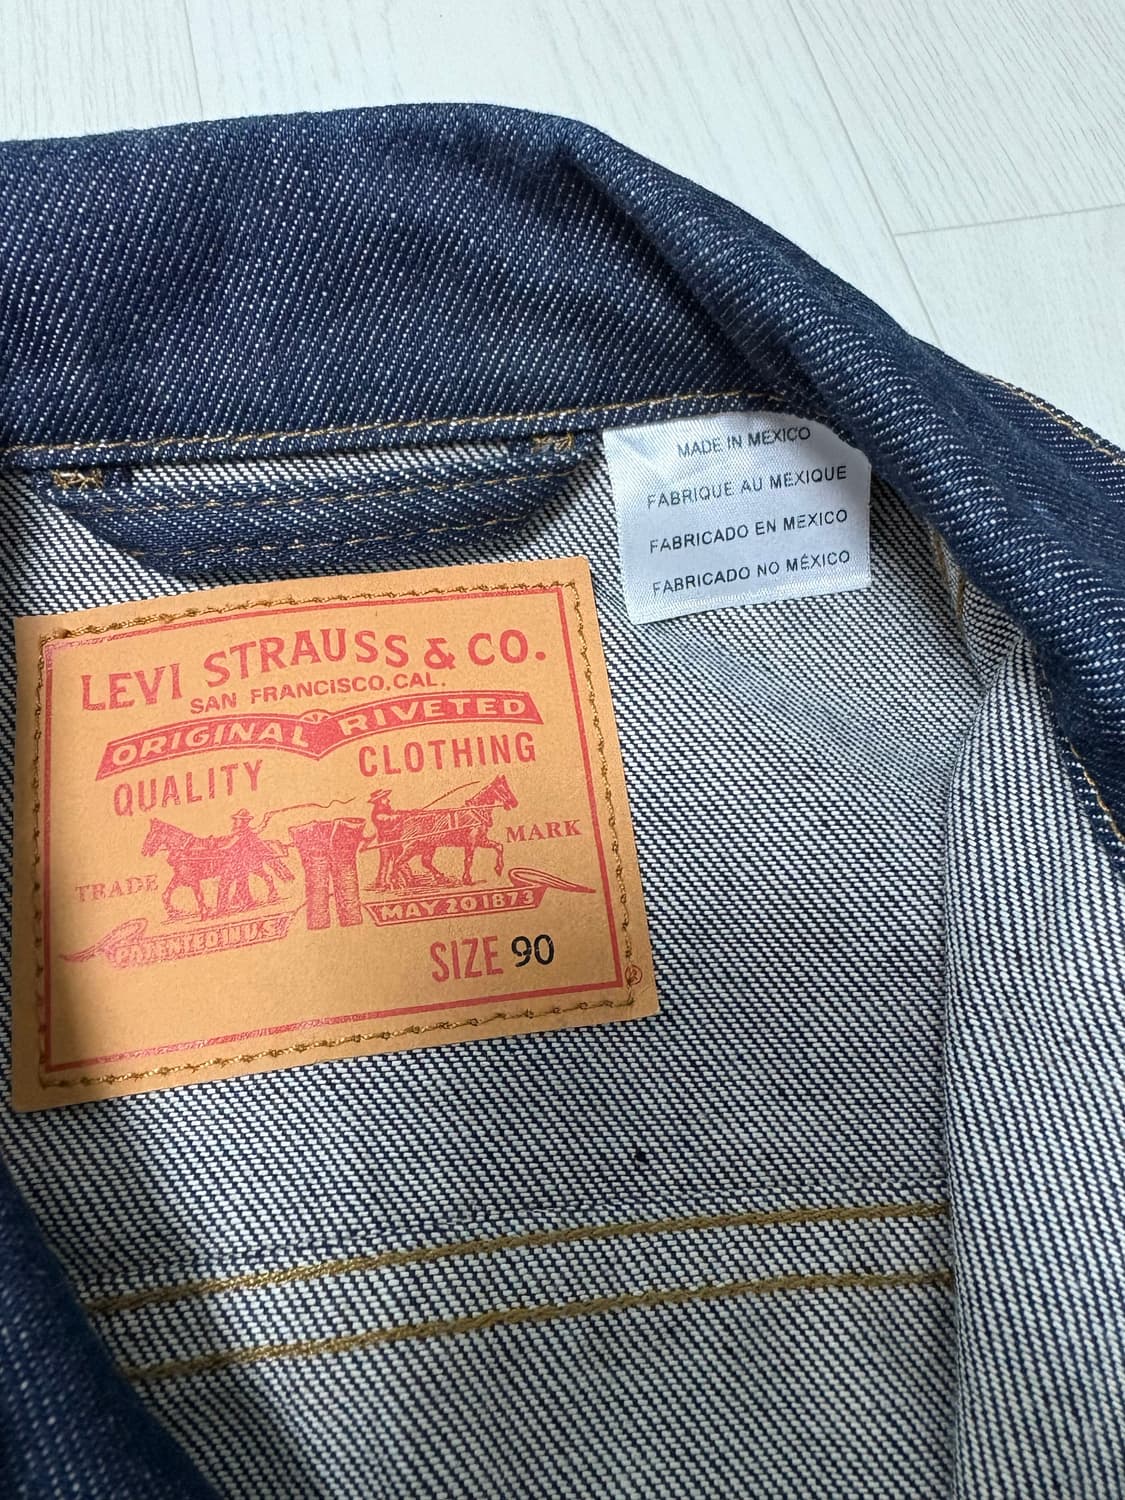 MADE IN MEXICO
FABRIQUE AU MEXIQUE
FABRICADO EN MEXICO
FABRICADO NO MÉXICO
LEVI STRAUSS & CO.
SAN FRANCISCO, CAL.
ORIGINAL RIVETED
QUALITY CLOTHING
TRADE MARK
PATENTED IN U.S. MAY 20 1873
SIZE 90
®